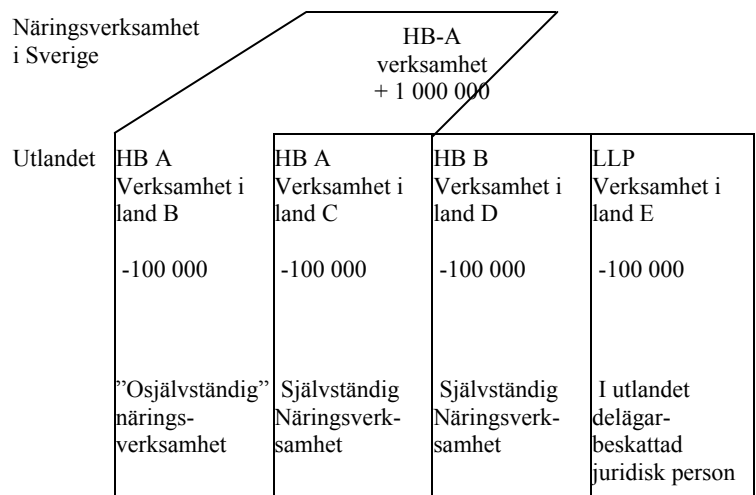 Näringsverksamhet
i Sverige
HB-A
verksamhet
+ 1 000 000
Utlandet
HB A
Verksamhet i
land B
-100 000
”Osjälvständig”
närings-
verksamhet
HB A
Verksamhet i
land C
-100 000
Självständig
Näringsverk-
samhet
HB B
Verksamhet i
land D
-100 000
Självständig
Näringsverk-
samhet
LLP
Verksamhet i
land E
-100 000
I utlandet
delägar-
beskattad
juridisk person